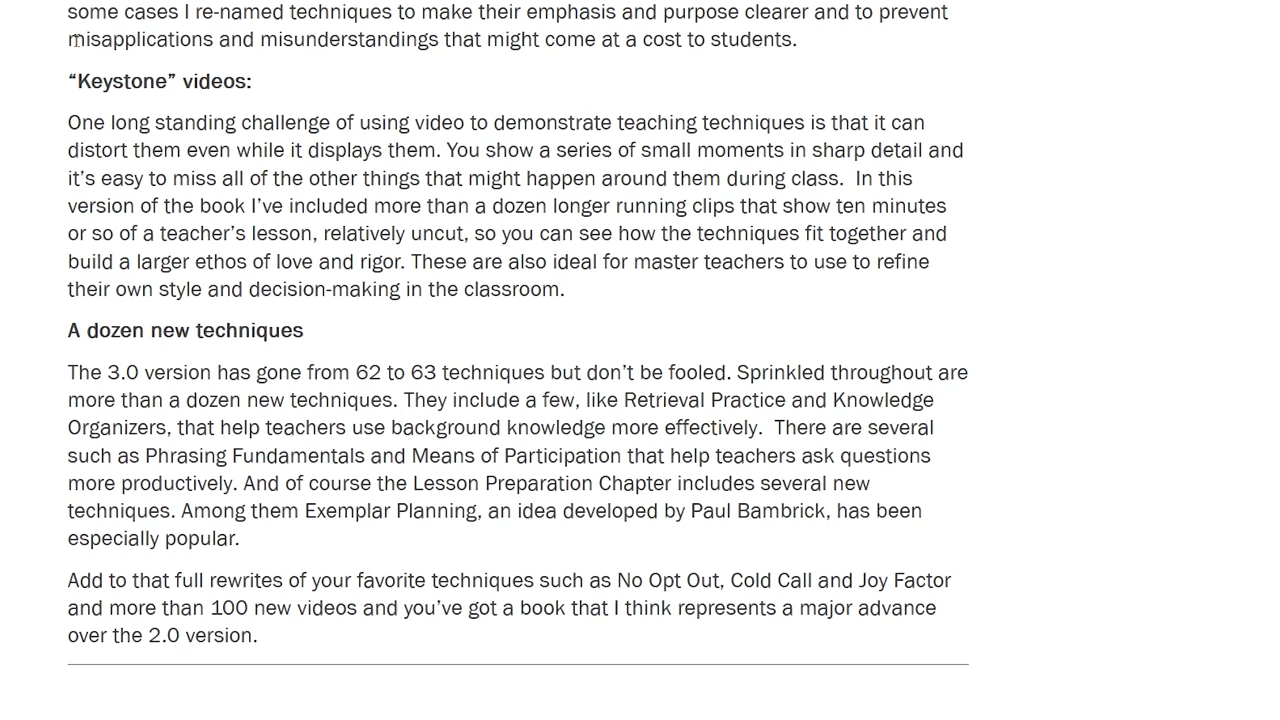 some cases I re-named techniques to make their emphasis and purpose clearer and to prevent
misapplications and misunderstandings that might come at a cost to students.
“Keystone” videos:
One long standing challenge of using video to demonstrate teaching techniques is that it can
distort them even while it displays them. You show a series of small moments in sharp detail and
it’s easy to miss all of the other things that might happen around them during class.  In this
version of the book I’ve included more than a dozen longer running clips that show ten minutes
or so of a teacher’s lesson, relatively uncut, so you can see how the techniques fit together and
build a larger ethos of love and rigor. These are also ideal for master teachers to use to refine
their own style and decision-making in the classroom.
A dozen new techniques
The 3.0 version has gone from 62 to 63 techniques but don’t be fooled. Sprinkled throughout are
more than a dozen new techniques. They include a few, like Retrieval Practice and Knowledge
Organizers, that help teachers use background knowledge more effectively.  There are several
such as Phrasing Fundamentals and Means of Participation that help teachers ask questions
more productively. And of course the Lesson Preparation Chapter includes several new
techniques. Among them Exemplar Planning, an idea developed by Paul Bambrick, has been
especially popular.
Add to that full rewrites of your favorite techniques such as No Opt Out, Cold Call and Joy Factor
and more than 100 new videos and you’ve got a book that I think represents a major advance
over the 2.0 version.